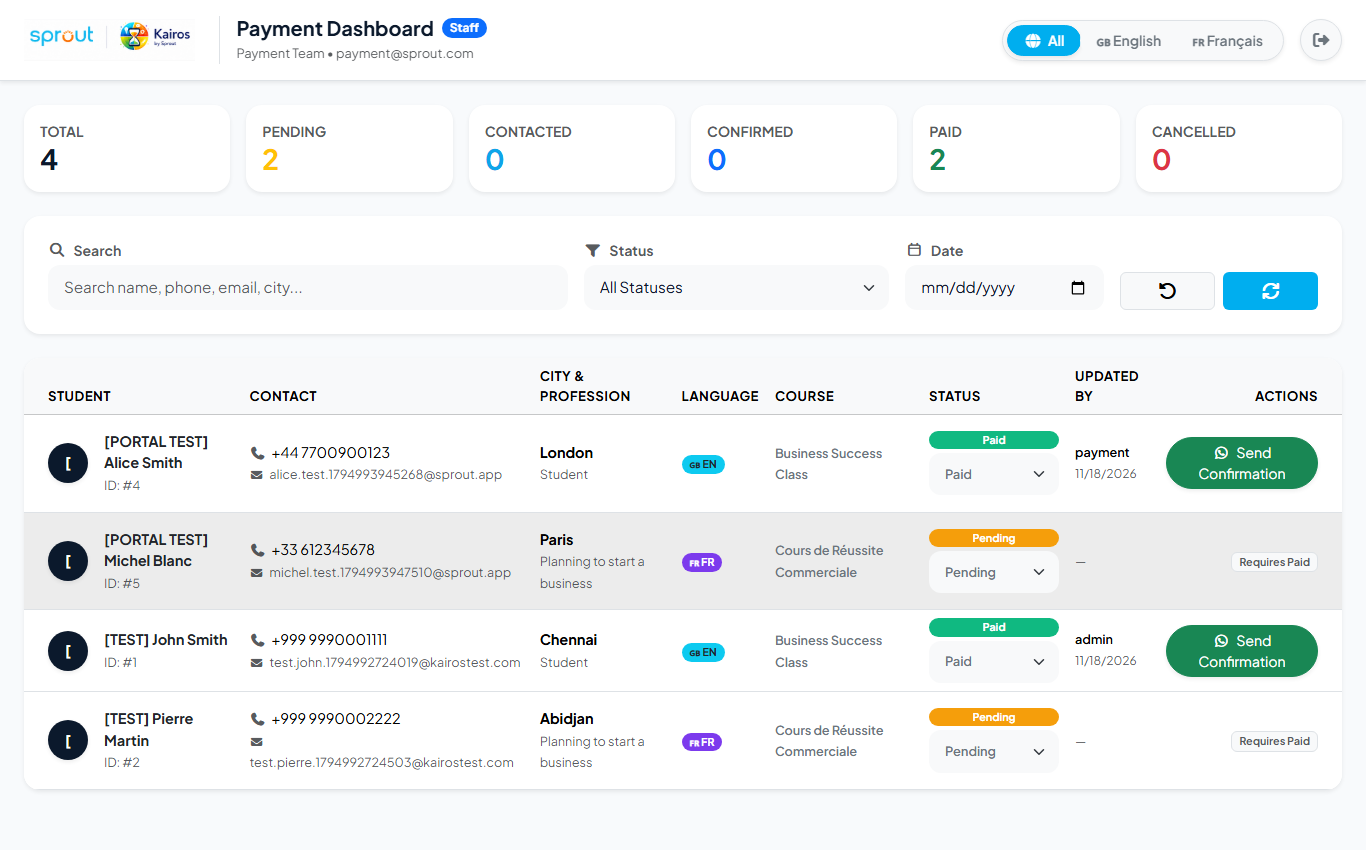 sprout
Kairos
by Sprout
Payment Dashboard Staff
Payment Team • payment@sprout.com
All
GB English
FR Français
TOTAL
4
PENDING
2
CONTACTED
0
CONFIRMED
0
PAID
2
CANCELLED
0
Search
Search name, phone, email, city...
Status
All Statuses
Date
mm/dd/yyyy
STUDENT
CONTACT
CITY &
PROFESSION
LANGUAGE
COURSE
STATUS
UPDATED
BY
ACTIONS
[
[PORTAL TEST]
Alice Smith
ID: #4
+44 7700900123
alice.test.1794993945268@sprout.app
London
Student
GB EN
Business Success
Class
Paid
Paid
payment
11/18/2026
Send
Confirmation
[
[PORTAL TEST]
Michel Blanc
ID: #5
+33 612345678
michel.test.1794993947510@sprout.app
Paris
Planning to start a
business
FR FR
Cours de Réussite
Commerciale
Pending
Pending
—
Requires Paid
[
[TEST] John Smith
ID: #1
+999 9990001111
test.john.1794992724019@kairostest.com
Chennai
Student
GB EN
Business Success
Class
Paid
Paid
admin
11/18/2026
Send
Confirmation
[
[TEST] Pierre
Martin
ID: #2
+999 9990002222
test.pierre.1794992724503@kairostest.com
Abidjan
Planning to start a
business
FR FR
Cours de Réussite
Commerciale
Pending
Pending
—
Requires Paid